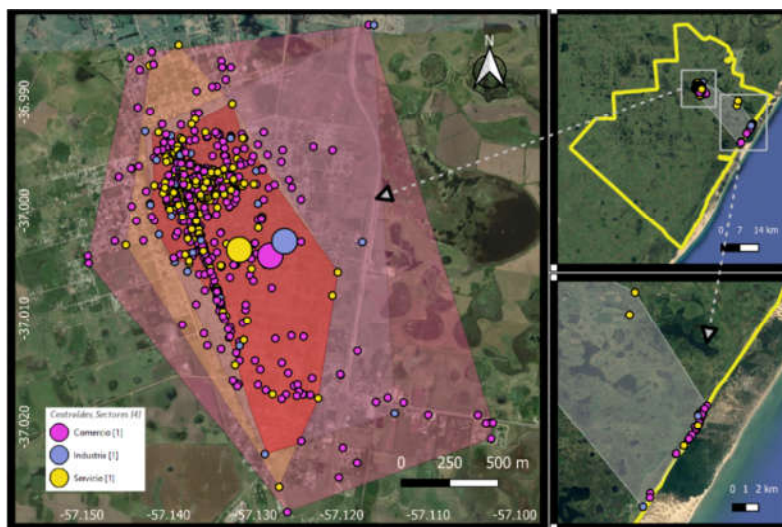 N
-36.990
-37.000
-37.010
-37.020
Centroides Sectores [4]
Comercio [1]
Industria [1]
Servicio [1]
0 250 500 m
-57.150 -57.140 -57.130 -57.120 -57.110 -57.100
0 7 14 km
0 1 2 km